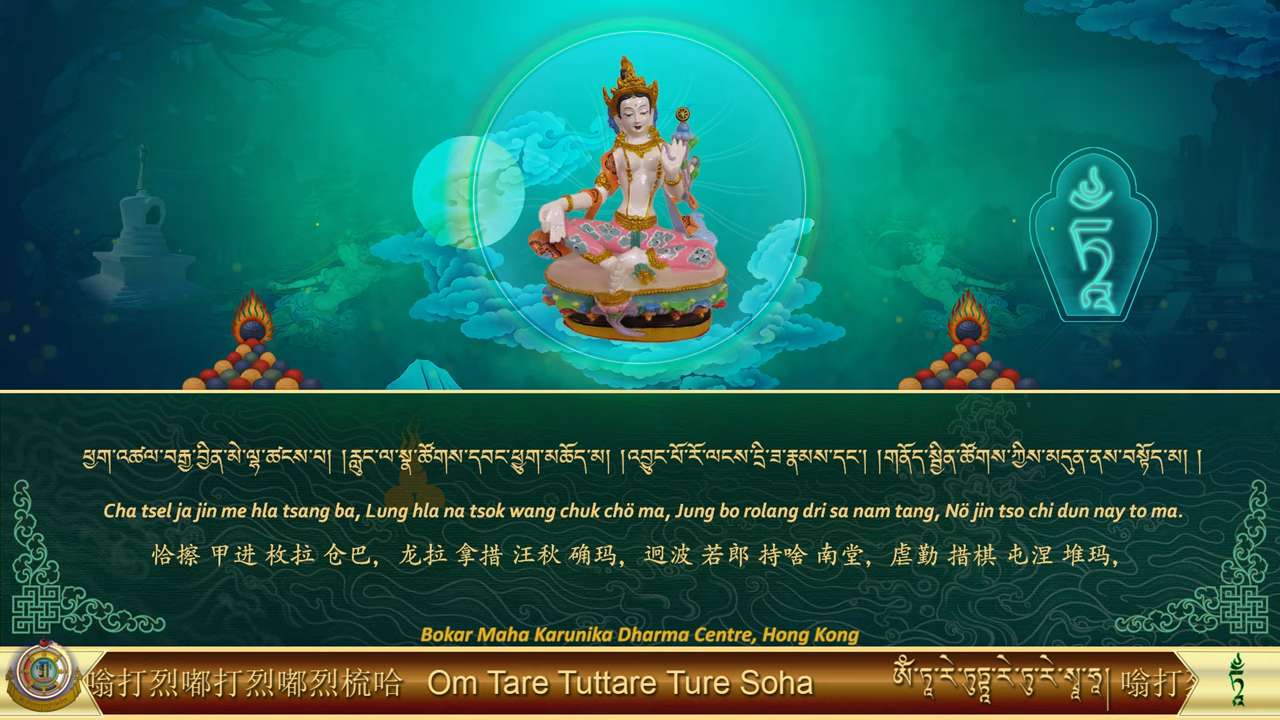 ཏཱཾ
ཕྱག་འཚལ་བརྒྱ་བྱིན་མེ་ལྷ་ཚངས་པ། །རླུང་ལ་སྣ་ཚོགས་དབང་ཕྱུག་མཆོད་མ། །འབྱུང་པོ་རོ་ལངས་དྲི་ཟ་རྣམས་དང་། །གནོད་སྦྱིན་ཚོགས་ཀྱིས་མདུན་ནས་བསྟོད་མ། །
Cha tsel ja jin me hla tsang ba, Lung hla na tsok wang chuk chö ma, Jung bo rolang dri sa nam tang, Nö jin tso chi dun nay to ma.
恰擦 甲进 枚拉 仓巴，龙拉 拿措 汪秋 确玛，迥波 若郎 持啥 南堂，虐勤 措棋 屯涅 堆玛，
Bokar Maha Karunika Dharma Centre, Hong Kong
嗡打烈嘟打烈嘟烈梳哈 Om Tare Tuttare Ture Soha ༀ་ཏཱ་རེ་ཏུཏྟཱ་རེ་ཏུ་རེ་སྭཱ་ཧཱ། 嗡打